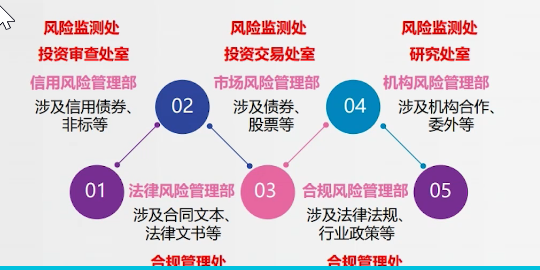 风险监测处
投资审查处室
信用风险管理部
涉及信用债券、
非标等
风险监测处
投资交易处室
市场风险管理部
涉及债券、
股票等
风险监测处
研究处室
机构风险管理部
涉及机构合作、
委外等
02
04
01
法律风险管理部
涉及合同文本、
法律文书等
合规管理处
03
合规风险管理部
涉及法律法规、
行业政策等
合规管理处
05